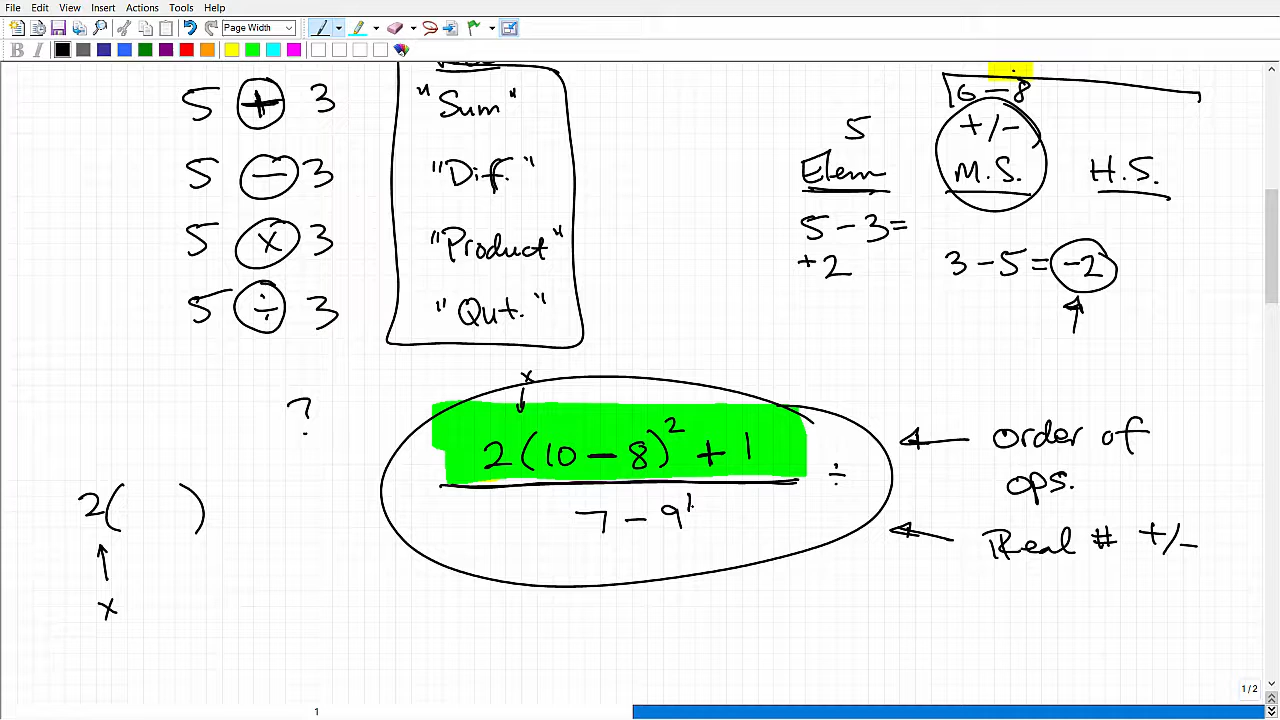 File Edit View Insert Actions Tools Help
Page Width
B I
5 + 3 "Sum"
5 − 3 "Diff."
5 × 3 "Product"
5 ÷ 3 "Qut."
16 − 8
5 +/−
Elem M.S. H.S.
5 − 3 =
+2 3 − 5 = −2
?
x
2(10 − 8)² + 1
÷
7 − 9
order of
ops.
Real # +/−
2( )
x
1/2
1